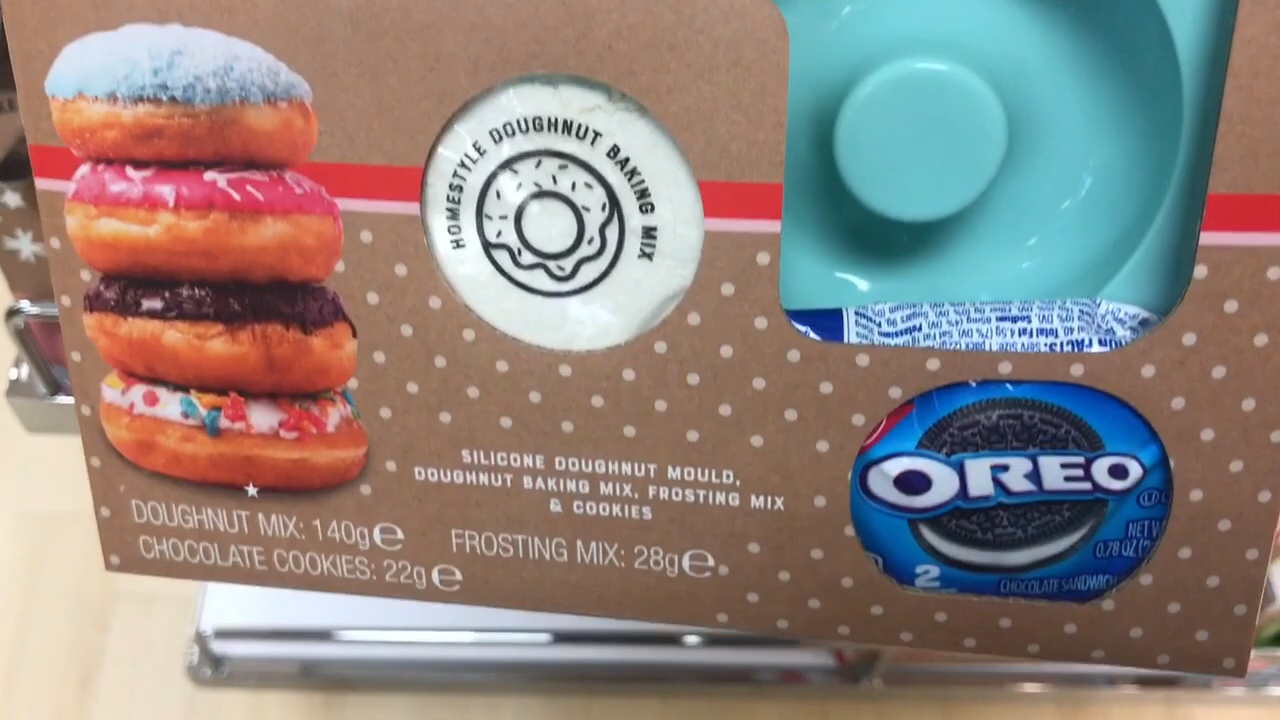 HOMESTYLE DOUGHNUT BAKING MIX
SILICONE DOUGHNUT MOULD,
DOUGHNUT BAKING MIX, FROSTING MIX
& COOKIES
DOUGHNUT MIX: 140g℮
CHOCOLATE COOKIES: 22g℮
FROSTING MIX: 28g℮
OREO
NET
0.78 OZ
2
CHOCOLATE SANDWICH